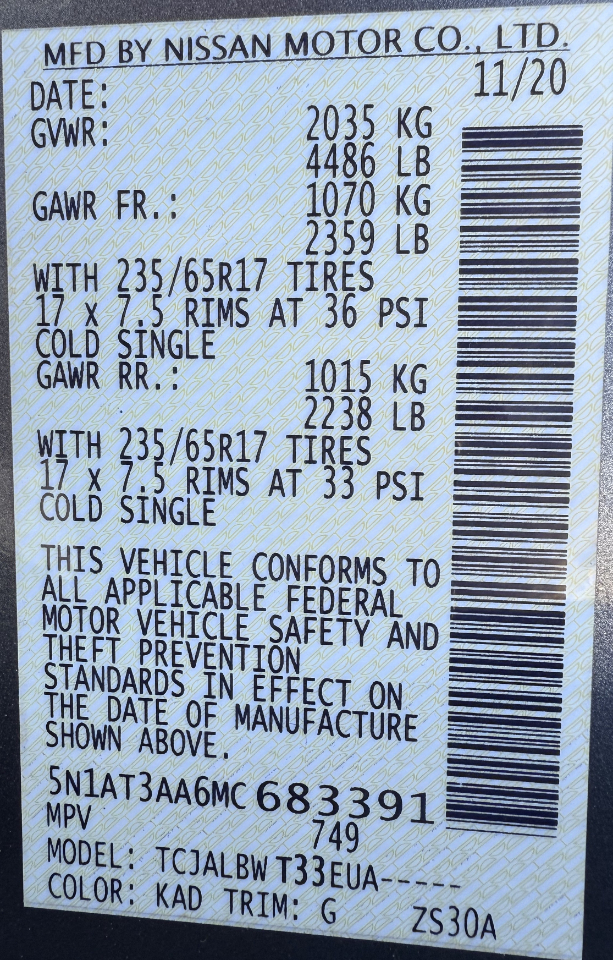 MFD BY NISSAN MOTOR CO., LTD.
DATE: 11/20
GVWR: 2035 KG
4486 LB
GAWR FR.: 1070 KG
2359 LB
WITH 235/65R17 TIRES
17 x 7.5 RIMS AT 36 PSI
COLD SINGLE
GAWR RR.: 1015 KG
2238 LB
WITH 235/65R17 TIRES
17 x 7.5 RIMS AT 33 PSI
COLD SINGLE
THIS VEHICLE CONFORMS TO
ALL APPLICABLE FEDERAL
MOTOR VEHICLE SAFETY AND
THEFT PREVENTION
STANDARDS IN EFFECT ON
THE DATE OF MANUFACTURE
SHOWN ABOVE.
5N1AT3AA6MC683391
MPV 749
MODEL: TCJALBWT33EUA-----
COLOR: KAD TRIM: G ZS30A